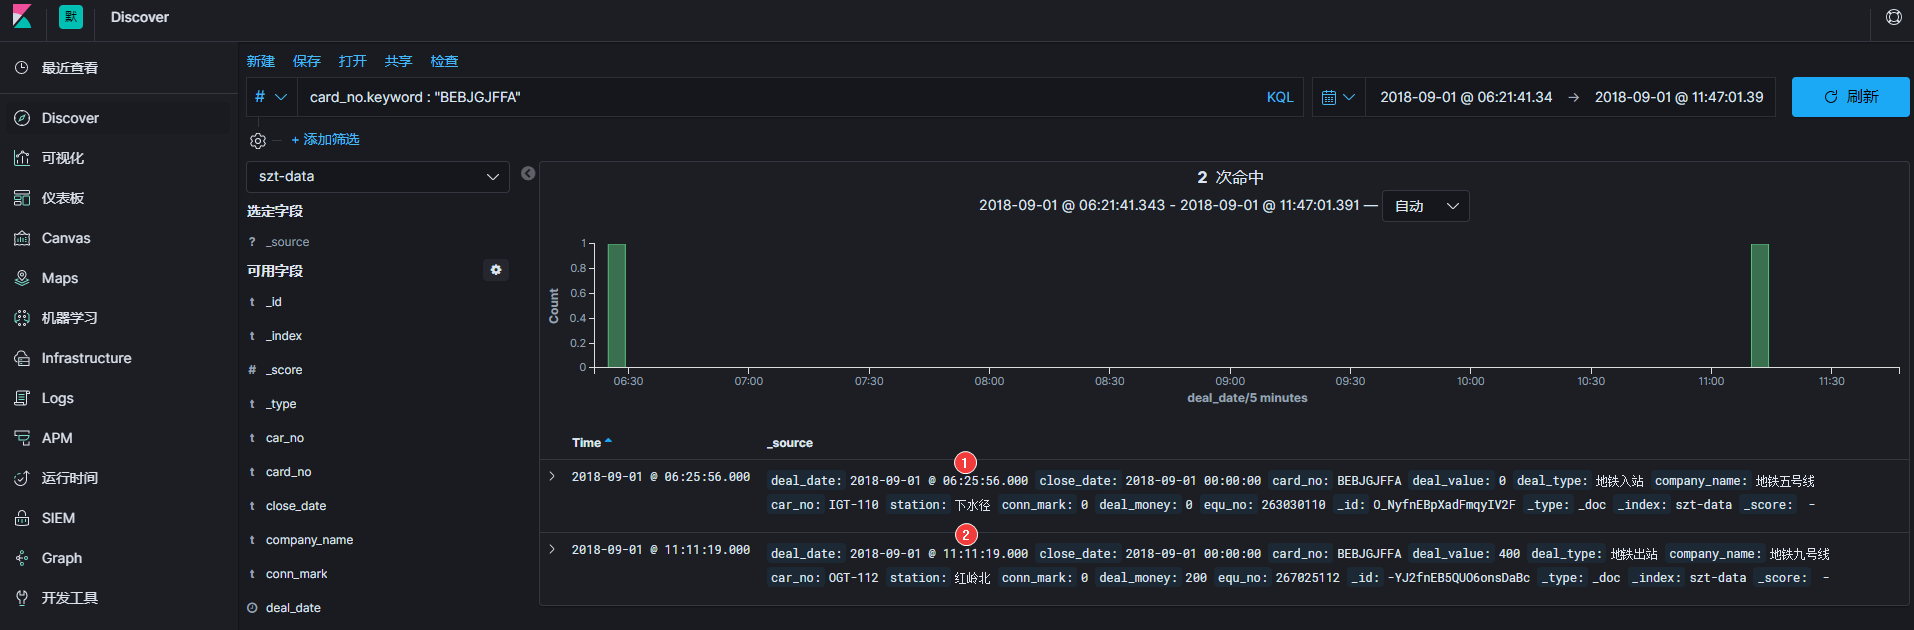 默 Discover
最近查看
Discover
可视化
仪表板
Canvas
Maps
机器学习
Infrastructure
Logs
APM
运行时间
SIEM
Graph
开发工具
新建 保存 打开 共享 检查
# card_no.keyword : "BEBJGJFFA" KQL 2018-09-01 @ 06:21:41.34 → 2018-09-01 @ 11:47:01.39 刷新
+ 添加筛选
szt-data
选定字段
? _source
可用字段
t _id
t _index
# _score
t _type
t car_no
t card_no
t close_date
t company_name
t conn_mark
deal_date
2 次命中
2018-09-01 @ 06:21:41.343 - 2018-09-01 @ 11:47:01.391 — 自动
Count
1
0.8
0.6
0.4
0.2
0
06:30 07:00 07:30 08:00 08:30 09:00 09:30 10:00 10:30 11:00 11:30
deal_date/5 minutes
Time _source
1
2018-09-01 @ 06:25:56.000 deal_date: 2018-09-01 @ 06:25:56.000 close_date: 2018-09-01 00:00:00 card_no: BEBJGJFFA deal_value: 0 deal_type: 地铁入站 company_name: 地铁五号线
car_no: IGT-110 station: 下水径 conn_mark: 0 deal_money: 0 equ_no: 263030110 _id: O_NyfnEBpXadFmqyIV2F _type: _doc _index: szt-data _score: -
2
2018-09-01 @ 11:11:19.000 deal_date: 2018-09-01 @ 11:11:19.000 close_date: 2018-09-01 00:00:00 card_no: BEBJGJFFA deal_value: 400 deal_type: 地铁出站 company_name: 地铁九号线
car_no: OGT-112 station: 红岭北 conn_mark: 0 deal_money: 200 equ_no: 267025112 _id: -YJ2fnEB5QUO6onsDaBc _type: _doc _index: szt-data _score: -